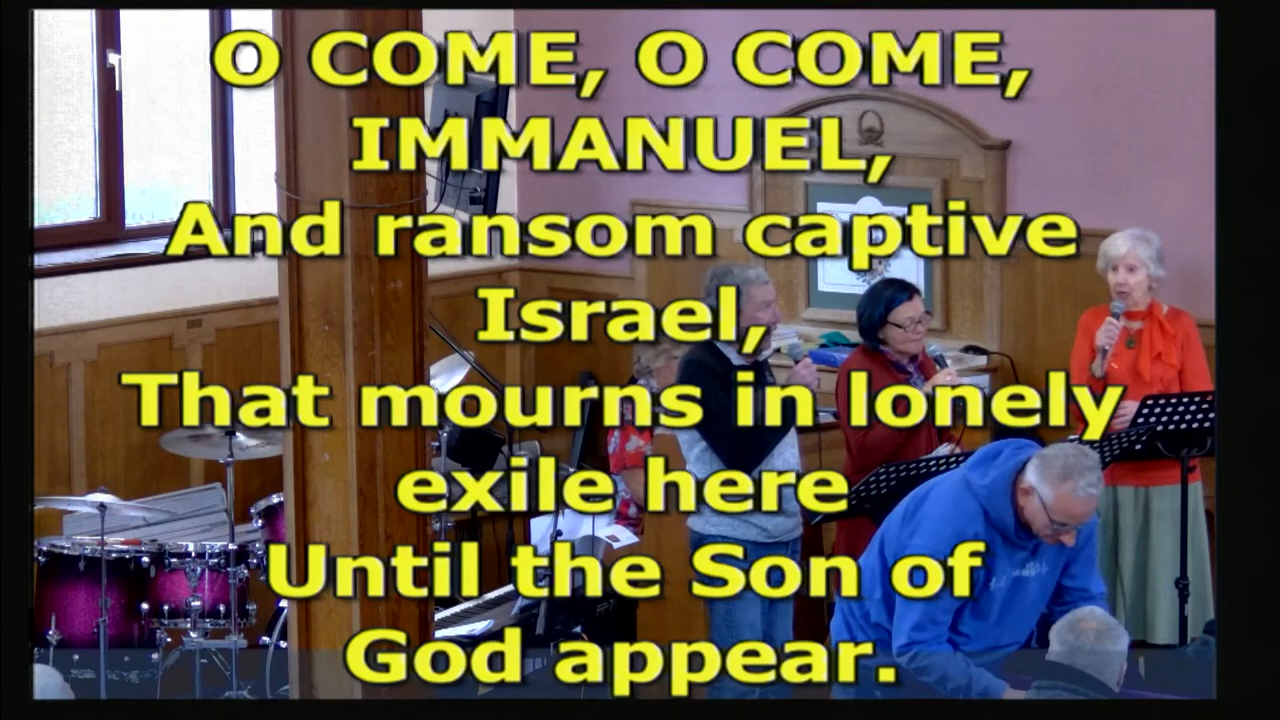 O COME, O COME,
IMMANUEL,
And ransom captive
Israel,
That mourns in lonely
exile here
Until the Son of
God appear.